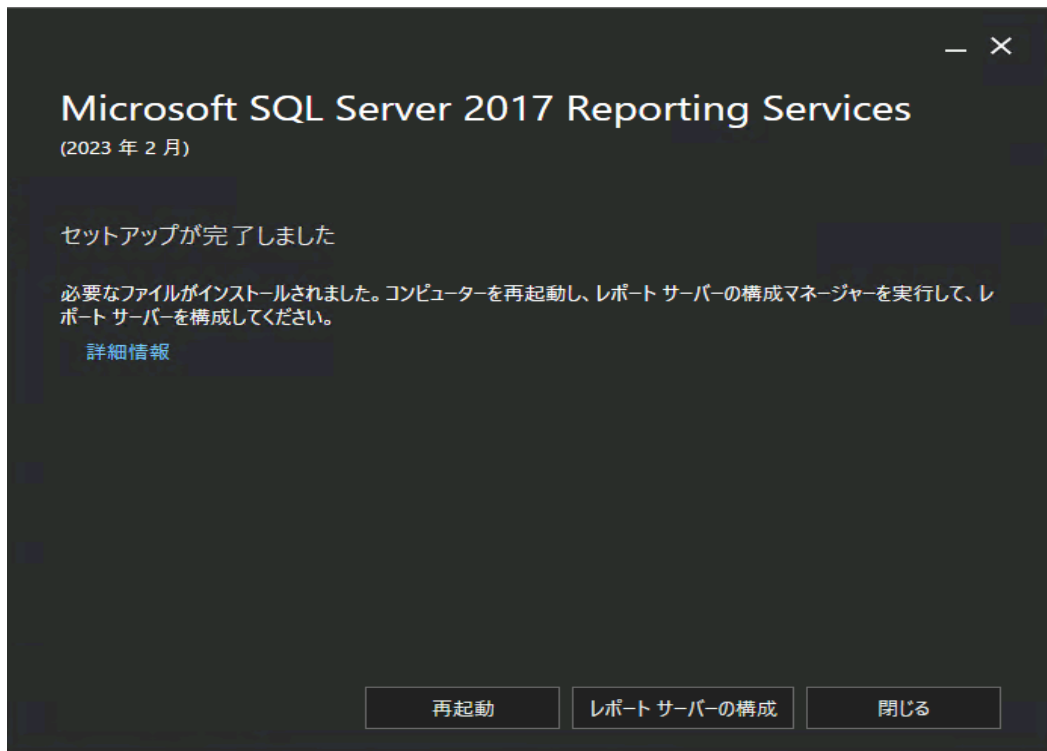 Microsoft SQL Server 2017 Reporting Services
(2023 年 2 月)
セットアップが完了しました
必要なファイルがインストールされました。コンピューターを再起動し、レポート サーバーの構成マネージャーを実行して、レ
ポート サーバーを構成してください。
詳細情報
再起動
レポート サーバーの構成
閉じる